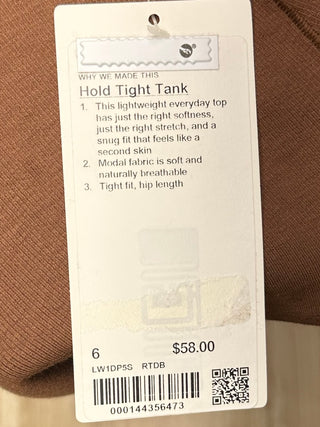 WHY WE MADE THIS
Hold Tight Tank
1. This lightweight everyday top
has just the right softness,
just the right stretch, and a
snug fit that feels like a
second skin
2. Modal fabric is soft and
naturally breathable
3. Tight fit, hip length
6 $58.00
LW1DP5S RTDB
000144356473